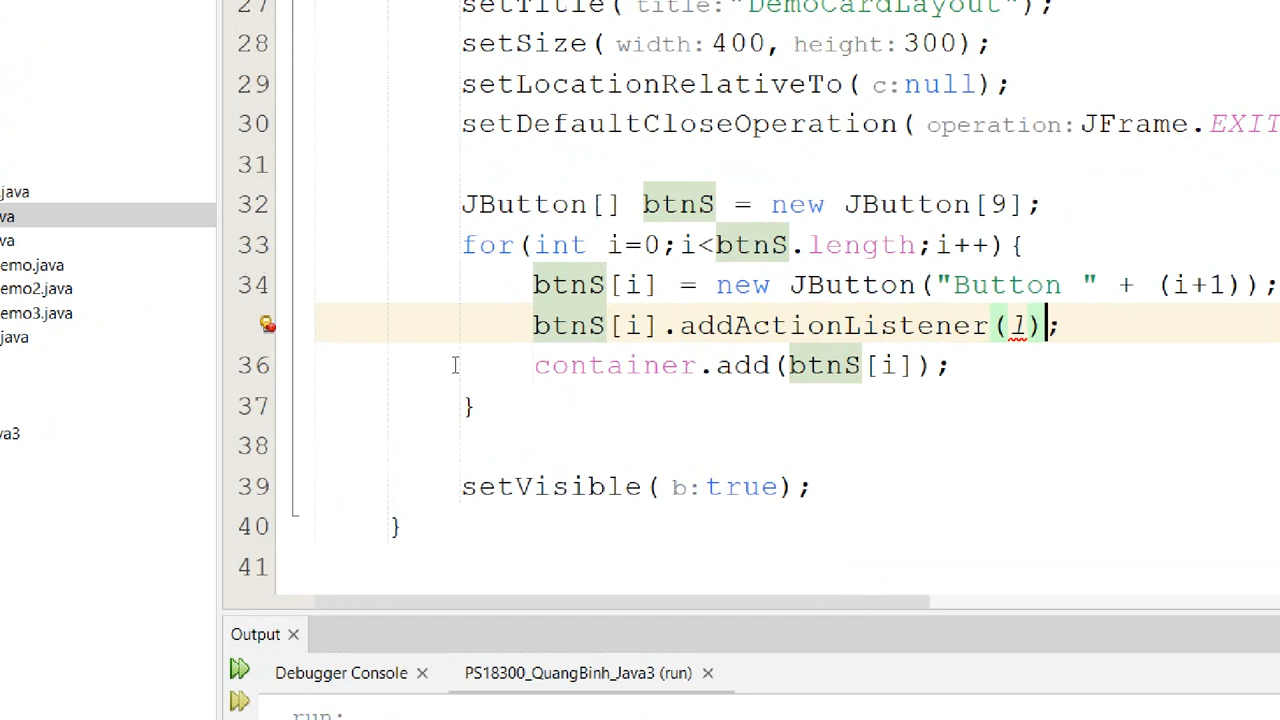 27 setTitle( title:"DemoCardLayout");
28 setSize( width:400, height:300);
29 setLocationRelativeTo( c:null);
30 setDefaultCloseOperation( operation:JFrame.EXIT
31
.java
va
32 JButton[] btnS = new JButton[9];
va
33 for(int i=0;i<btnS.length;i++){
emo.java
34 btnS[i] = new JButton("Button " + (i+1));
emo2.java
emo3.java
btnS[i].addActionListener(l);
.java
36 container.add(btnS[i]);
37 }
va3
38
39 setVisible( b:true);
40 }
41
Output
Debugger Console PS18300_QuangBinh_Java3 (run)
run: